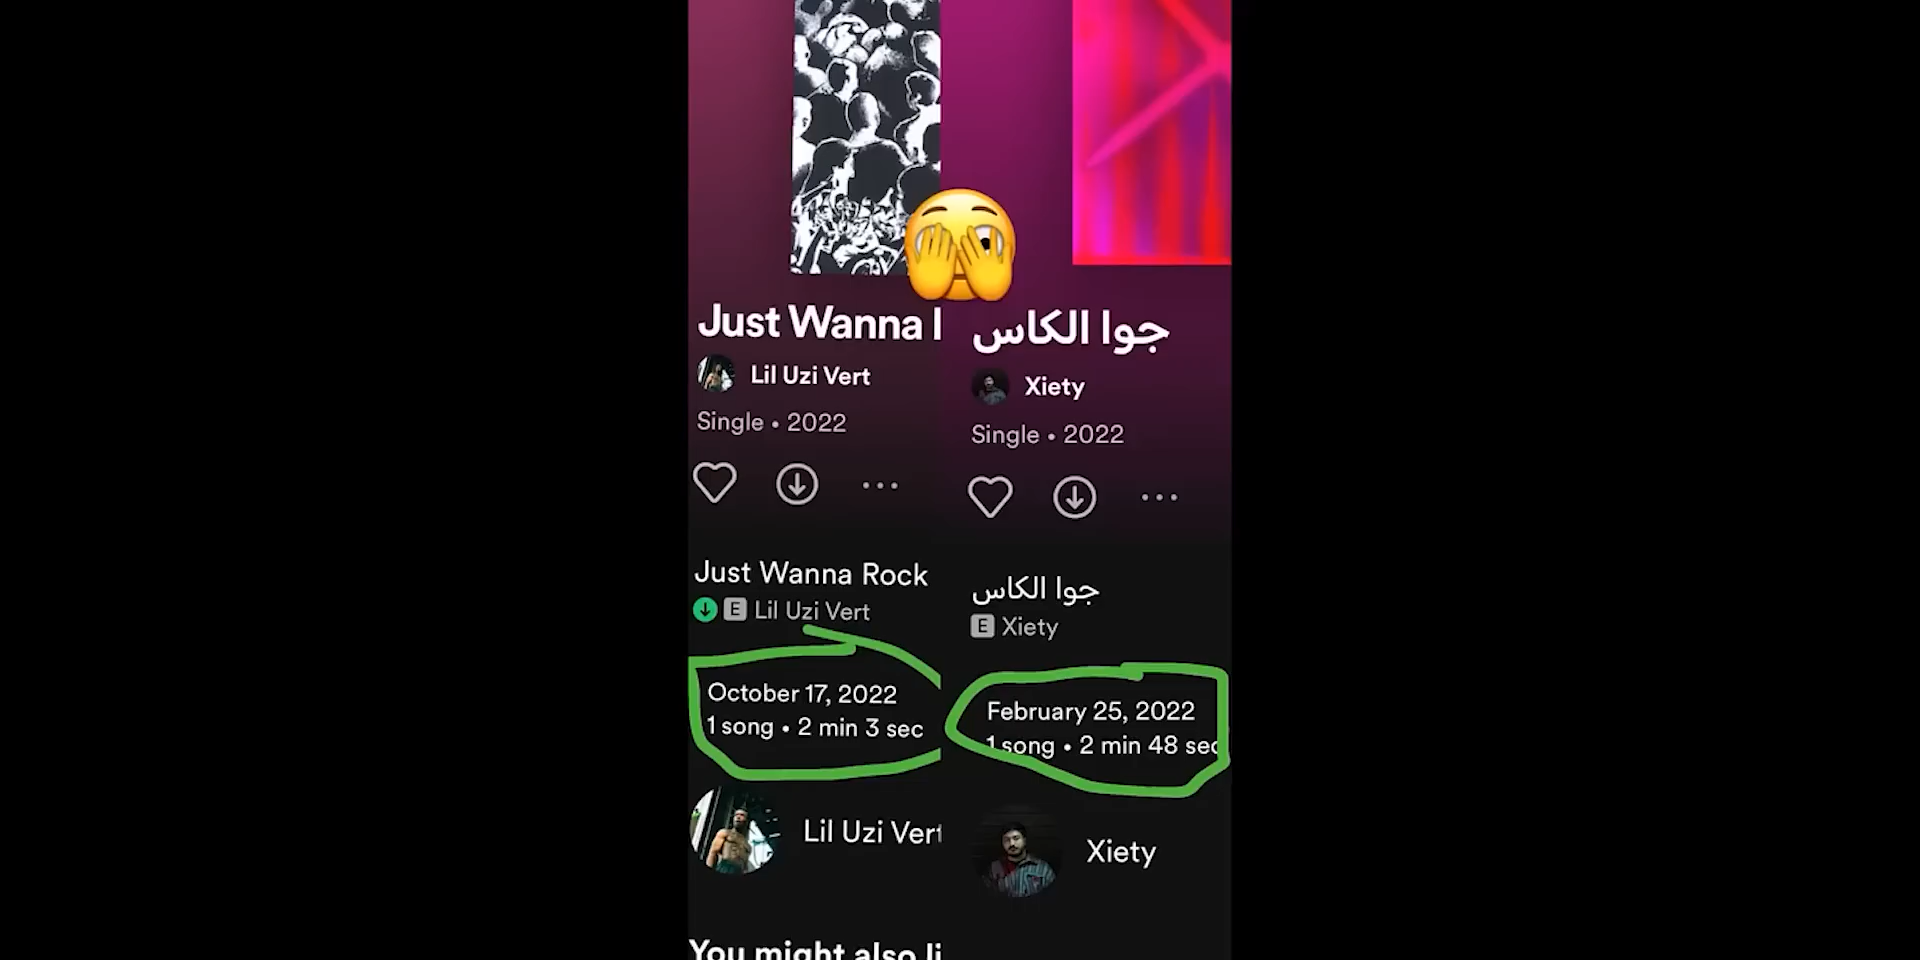 Just Wanna
Lil Uzi Vert
Single • 2022
Just Wanna Rock
E Lil Uzi Vert
October 17, 2022
1 song • 2 min 3 sec
Lil Uzi Vert
You might also li
جوا الكاس
Xiety
Single • 2022
جوا الكاس
E Xiety
February 25, 2022
1 song • 2 min 48 sec
Xiety